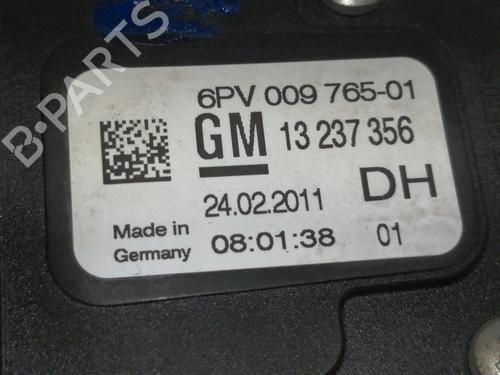 6PV 009 765-01
GM 13 237 356
24.02.2011 DH
Made in
Germany
08:01:38 01
B-PARTS